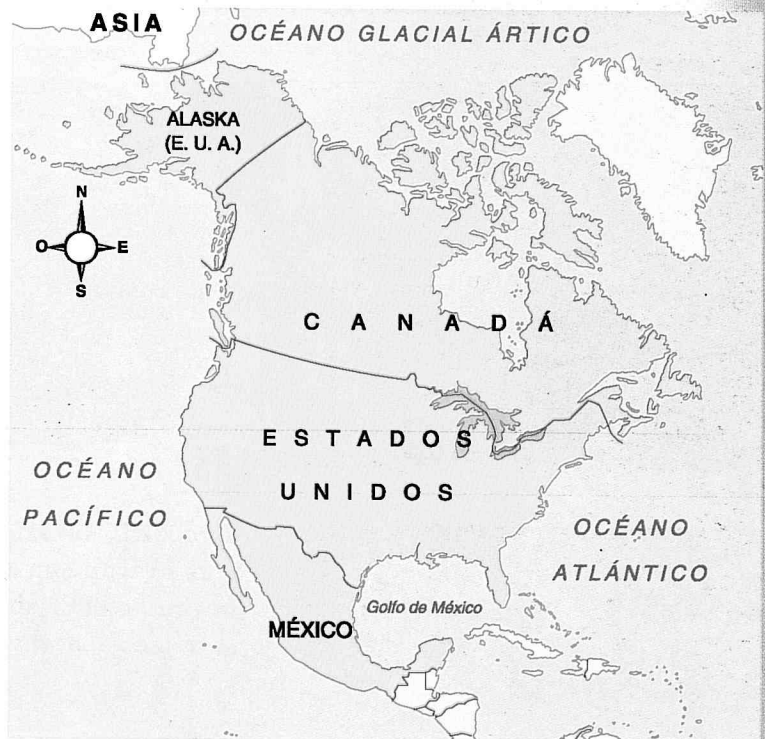 ASIA
OCÉANO GLACIAL ÁRTICO
ALASKA
(E. U. A.)
N
O
E
S
C A N A D Á
E S T A D O S
U N I D O S
OCÉANO
PACÍFICO
OCÉANO
ATLÁNTICO
Golfo de México
MÉXICO